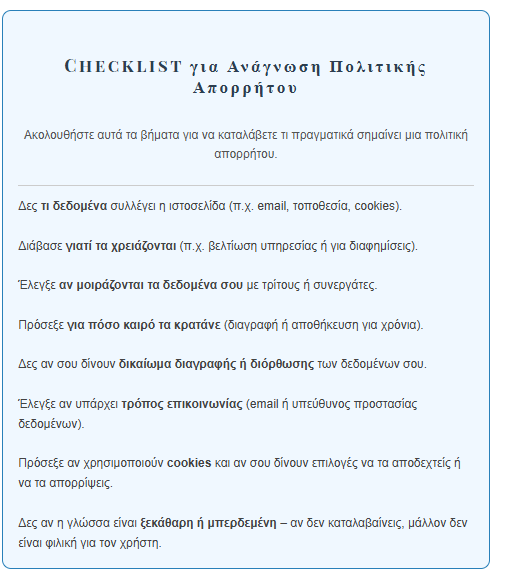 CHECKLIST για Ανάγνωση Πολιτικής
Απορρήτου
Ακολουθήστε αυτά τα βήματα για να καταλάβετε τι πραγματικά σημαίνει μια πολιτική
απορρήτου.
Δες τι δεδομένα συλλέγει η ιστοσελίδα (π.χ. email, τοποθεσία, cookies).
Διάβασε γιατί τα χρειάζονται (π.χ. βελτίωση υπηρεσίας ή για διαφημίσεις).
Έλεγξε αν μοιράζονται τα δεδομένα σου με τρίτους ή συνεργάτες.
Πρόσεξε για πόσο καιρό τα κρατάνε (διαγραφή ή αποθήκευση για χρόνια).
Δες αν σου δίνουν δικαίωμα διαγραφής ή διόρθωσης των δεδομένων σου.
Έλεγξε αν υπάρχει τρόπος επικοινωνίας (email ή υπεύθυνος προστασίας
δεδομένων).
Πρόσεξε αν χρησιμοποιούν cookies και αν σου δίνουν επιλογές να τα αποδεχτείς ή
να τα απορρίψεις.
Δες αν η γλώσσα είναι ξεκάθαρη ή μπερδεμένη – αν δεν καταλαβαίνεις, μάλλον δεν
είναι φιλική για τον χρήστη.